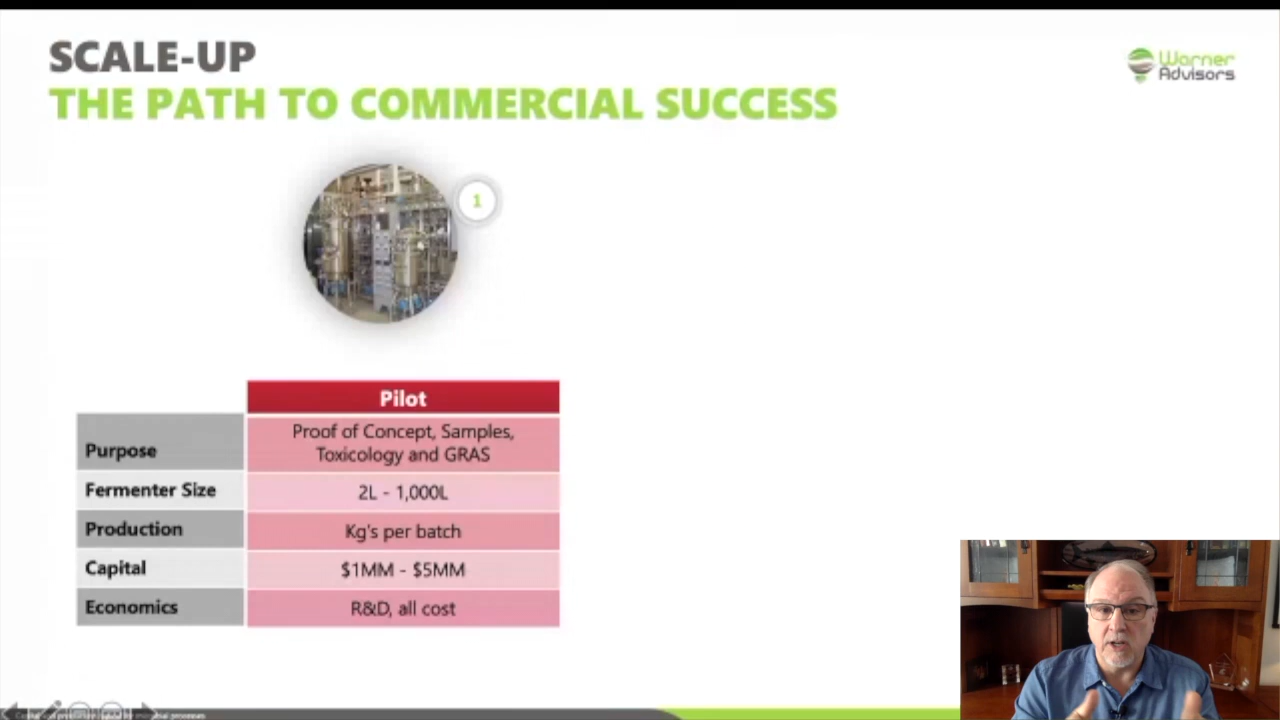 SCALE-UP
THE PATH TO COMMERCIAL SUCCESS
Warner
Advisors
1
Pilot
Purpose
Proof of Concept, Samples,
Toxicology and GRAS
Fermenter Size
2L - 1,000L
Production
Kg's per batch
Capital
$1MM - $5MM
Economics
R&D, all cost